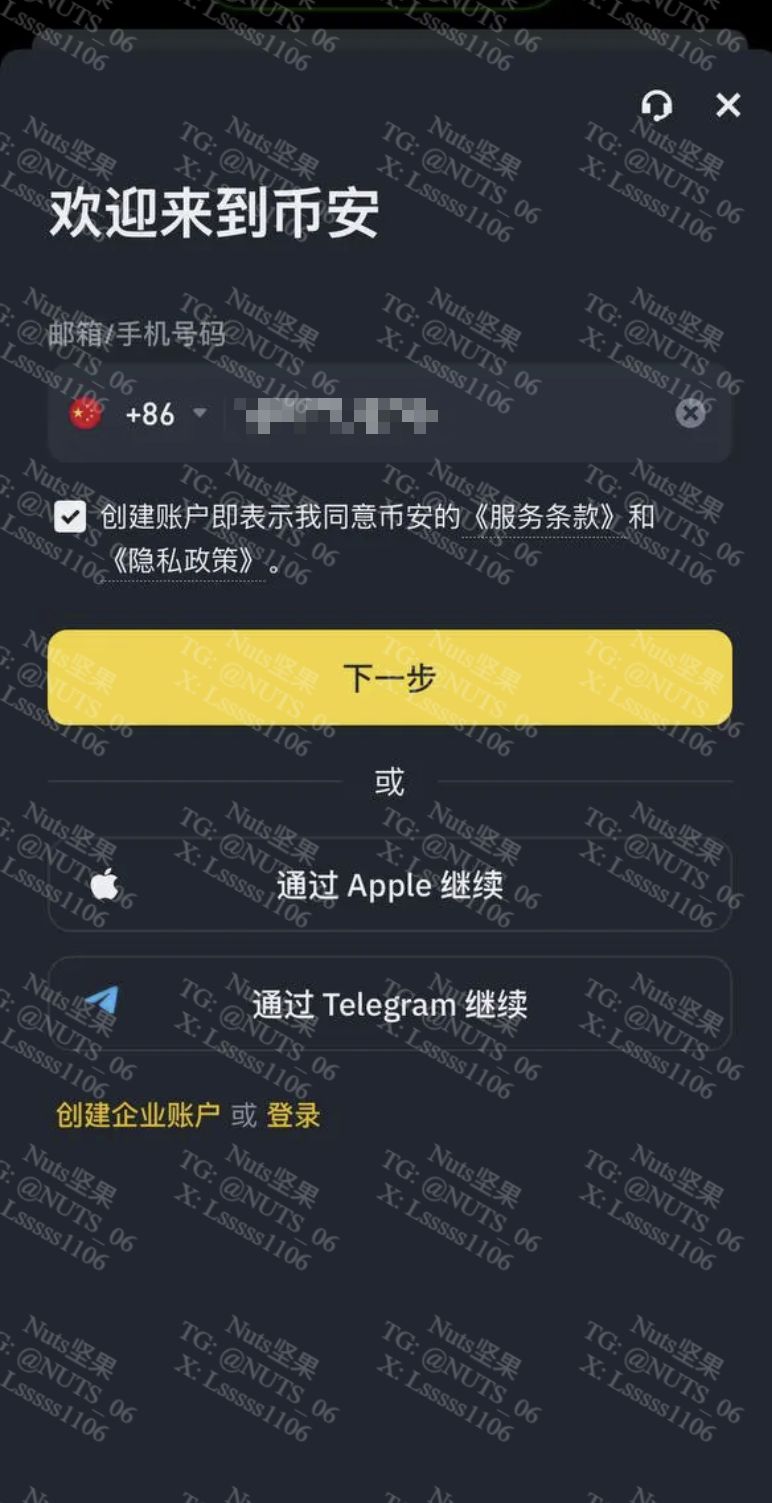 欢迎来到币安
邮箱/手机号码
+86
创建账户即表示我同意币安的《服务条款》和
《隐私政策》。
下一步
或
通过 Apple 继续
通过 Telegram 继续
创建企业账户 或 登录
Nuts坚果
TG: @NUTS_06
X: Lsssss1106